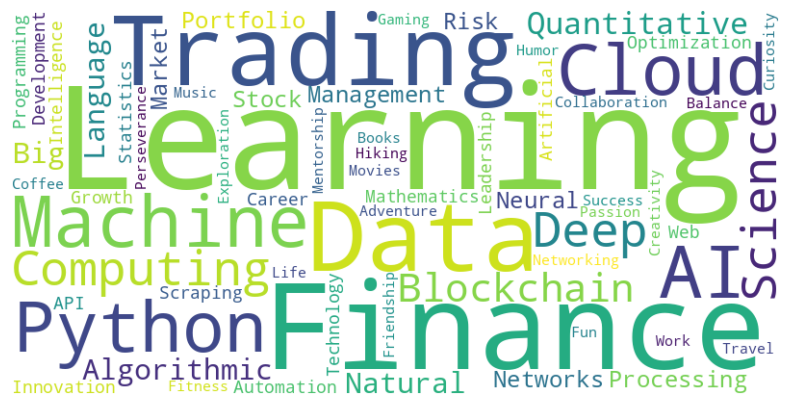 Programming
Development
Intelligence
Language
Statistics
Perseverance
Market
Portfolio
Trading
Gaming
Risk
Quantitative
Optimization
Humor
Cloud
Curiosity
Music
Stock
Management
Collaboration
Balance
Artificial
Learning
Big
Exploration
Mentorship
Books
Hiking
Movies
Leadership
Science
Coffee
Growth
Career
Mathematics
Adventure
Neural
Success
Passion
Creativity
Web
Machine
Data
Deep
AI
Networking
Computing
Life
Technology
Friendship
Blockchain
API
Scraping
Python
Finance
Fun
Work
Travel
Algorithmic
Innovation
Fitness
Automation
Natural
Networks
Processing